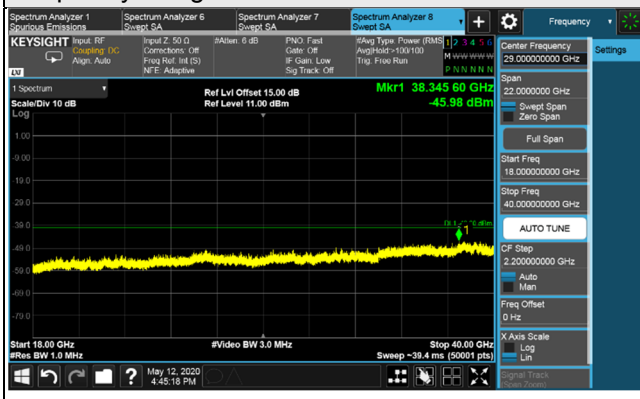 Spectrum Analyzer 1
Spurious Emissions
Spectrum Analyzer 6
Swept SA
Spectrum Analyzer 7
Swept SA
Spectrum Analyzer 8
Swept SA
Frequency
KEYSIGHT
Input: RF
Coupling: DC
Align: Auto
Input Z: 50 Ω
Corrections: Off
Freq Ref: Int (S)
NFE: Adaptive
#Atten: 6 dB
PNO: Fast
Gate: Off
IF Gain: Low
Sig Track: Off
#Avg Type: Power (RMS
Avg|Hold:>100/100
Trig: Free Run
1 2 3 4 5 6
M W W W W W
P N N N N N
LXI
1 Spectrum
Scale/Div 10 dB
Log
Ref Lvl Offset 15.00 dB
Ref Level 11.00 dBm
Mkr1 38.345 60 GHz
-45.98 dBm
1.00
-9.00
-19.0
-29.0
-39.0
-49.0
-59.0
-69.0
-79.0
1
Start 18.00 GHz
#Res BW 1.0 MHz
#Video BW 3.0 MHz
Stop 40.00 GHz
Sweep ~39.4 ms (50001 pts)
May 12, 2020
4:45:18 PM
Center Frequency
29.000000000 GHz
Settings
Span
22.0000000 GHz
Swept Span
Zero Span
Full Span
Start Freq
18.000000000 GHz
Stop Freq
40.000000000 GHz
AUTO TUNE
CF Step
2.200000000 GHz
Auto
Man
Freq Offset
0 Hz
X Axis Scale
Log
Lin
Signal Track
(Span Zoom)